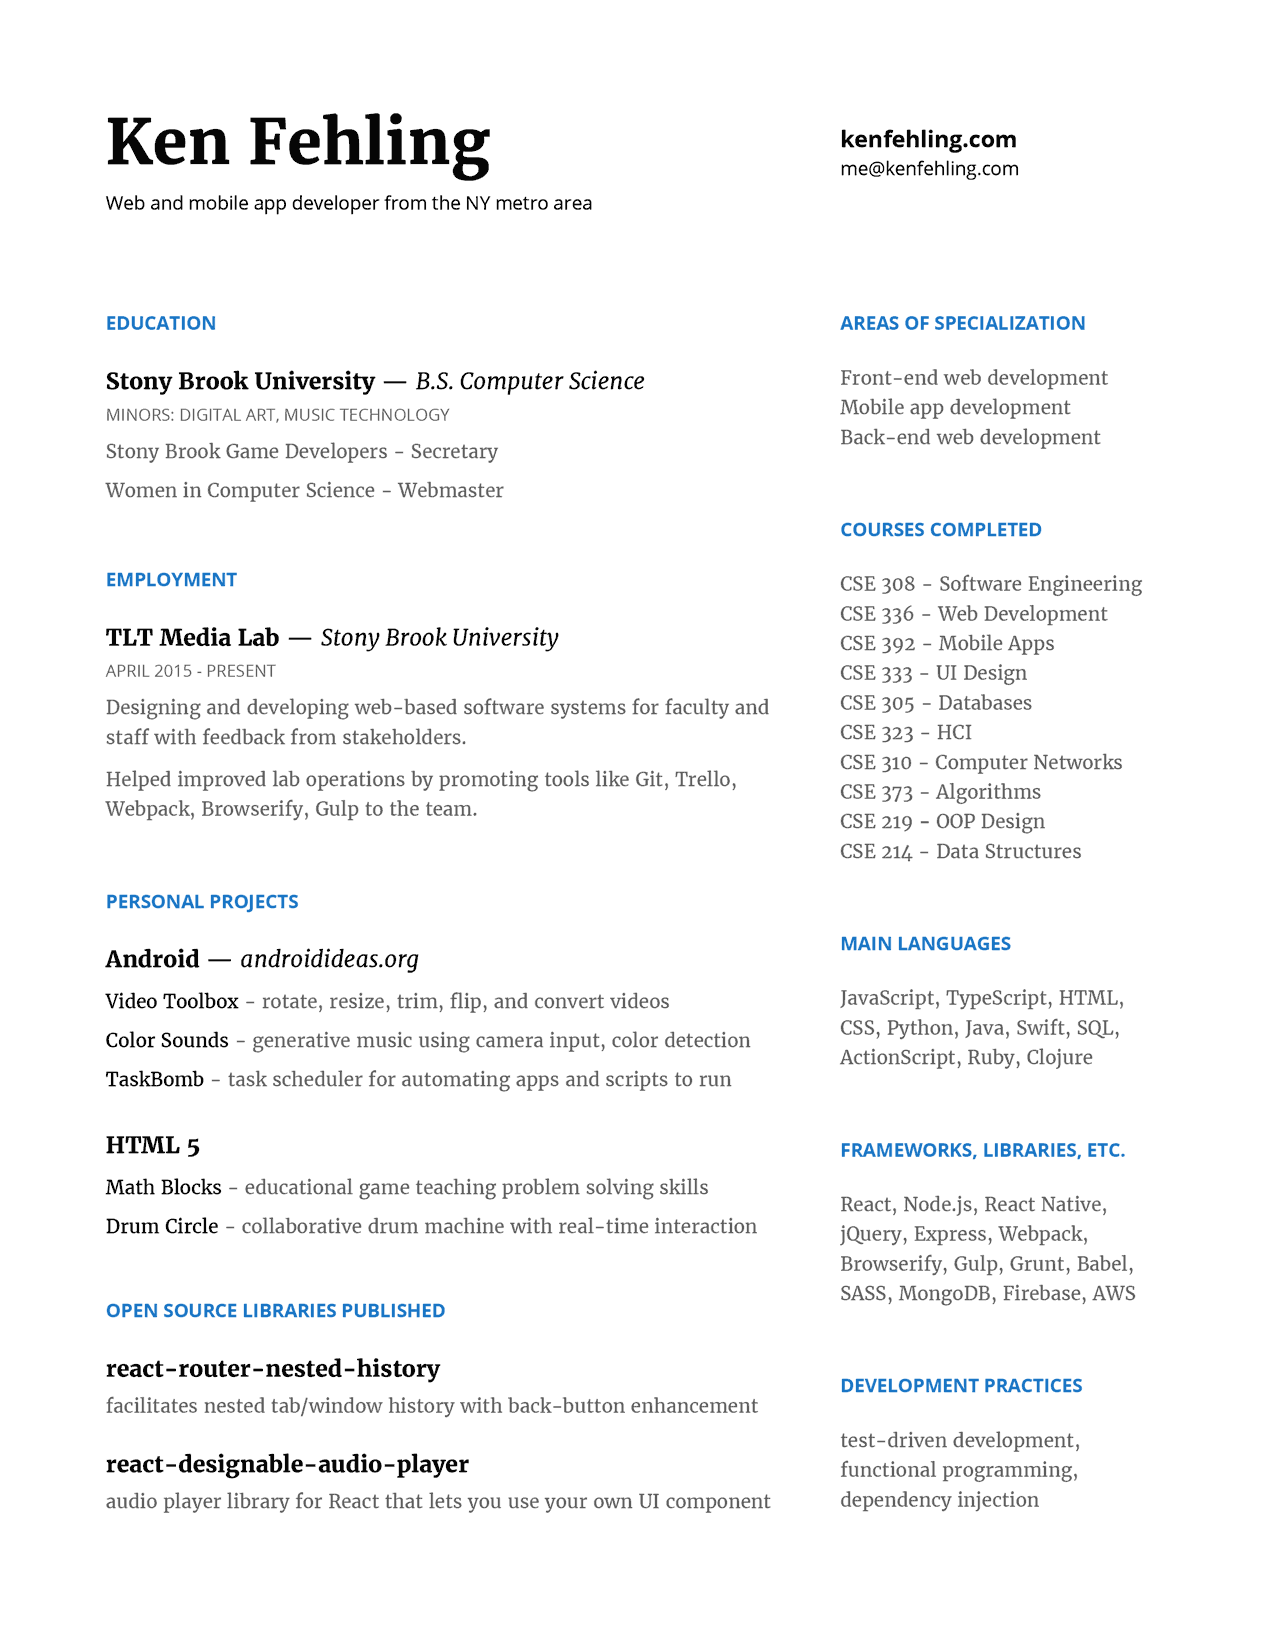 Ken Fehling
Web and mobile app developer from the NY metro area
kenfehling.com
me@kenfehling.com
EDUCATION
Stony Brook University — B.S. Computer Science
MINORS: DIGITAL ART, MUSIC TECHNOLOGY
Stony Brook Game Developers - Secretary
Women in Computer Science - Webmaster
EMPLOYMENT
TLT Media Lab — Stony Brook University
APRIL 2015 - PRESENT
Designing and developing web-based software systems for faculty and
staff with feedback from stakeholders.
Helped improved lab operations by promoting tools like Git, Trello,
Webpack, Browserify, Gulp to the team.
PERSONAL PROJECTS
Android — androidideas.org
Video Toolbox - rotate, resize, trim, flip, and convert videos
Color Sounds - generative music using camera input, color detection
TaskBomb - task scheduler for automating apps and scripts to run
HTML 5
Math Blocks - educational game teaching problem solving skills
Drum Circle - collaborative drum machine with real-time interaction
OPEN SOURCE LIBRARIES PUBLISHED
react-router-nested-history
facilitates nested tab/window history with back-button enhancement
react-designable-audio-player
audio player library for React that lets you use your own UI component
AREAS OF SPECIALIZATION
Front-end web development
Mobile app development
Back-end web development
COURSES COMPLETED
CSE 308 - Software Engineering
CSE 336 - Web Development
CSE 392 - Mobile Apps
CSE 333 - UI Design
CSE 305 - Databases
CSE 323 - HCI
CSE 310 - Computer Networks
CSE 373 - Algorithms
CSE 219 - OOP Design
CSE 214 - Data Structures
MAIN LANGUAGES
JavaScript, TypeScript, HTML,
CSS, Python, Java, Swift, SQL,
ActionScript, Ruby, Clojure
FRAMEWORKS, LIBRARIES, ETC.
React, Node.js, React Native,
jQuery, Express, Webpack,
Browserify, Gulp, Grunt, Babel,
SASS, MongoDB, Firebase, AWS
DEVELOPMENT PRACTICES
test-driven development,
functional programming,
dependency injection